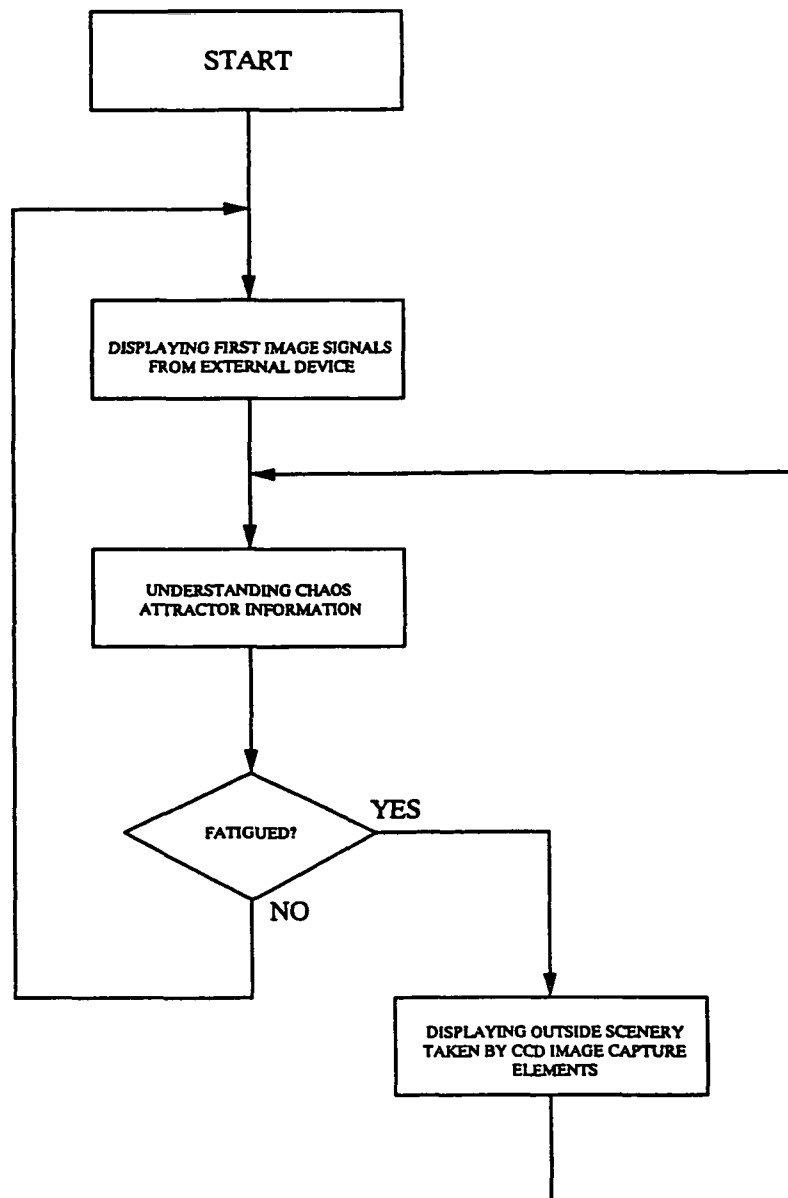 START
DISPLAYING FIRST IMAGE SIGNALS
FROM EXTERNAL DEVICE
UNDERSTANDING CHAOS
ATTRACTOR INFORMATION
FATIGUED?
YES
NO
DISPLAYING OUTSIDE SCENERY
TAKEN BY CCD IMAGE CAPTURE
ELEMENTS